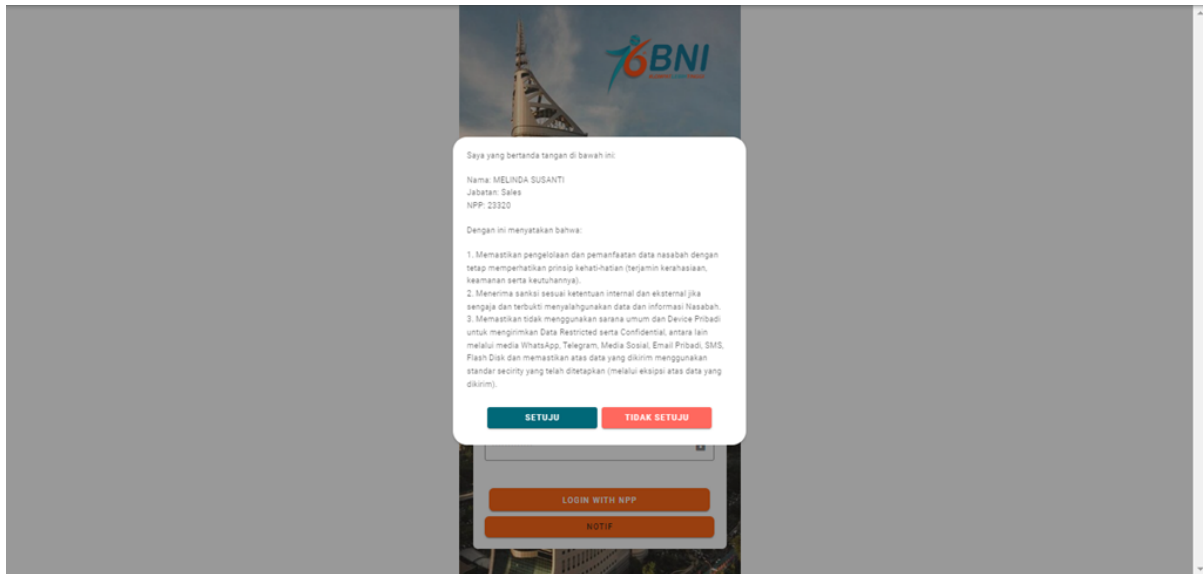 76 BNI
Saya yang bertanda tangan di bawah ini:
Nama: MELINDA SUSANTI
Jabatan: Sales
NPP: 23320
Dengan ini menyatakan bahwa:
1. Memastikan pengelolaan dan pemanfaatan data nasabah dengan
tetap memperhatikan prinsip kehati-hatian (terjamin kerahasiaan,
keamanan serta keutuhannya).
2. Menerima sanksi sesuai ketentuan internal dan eksternal jika
sengaja dan terbukti menyalahgunakan data dan informasi Nasabah.
3. Memastikan tidak menggunakan sarana umum dan Device Pribadi
untuk mengirimkan Data Restricted serta Confidential, antara lain
melalui media WhatsApp, Telegram, Media Sosial, Email Pribadi, SMS,
Flash Disk dan memastikan atas data yang dikirim menggunakan
standar secirity yang telah ditetapkan (melalui eksipsi atas data yang
dikirim).
SETUJU TIDAK SETUJU
LOGIN WITH NPP
NOTIF